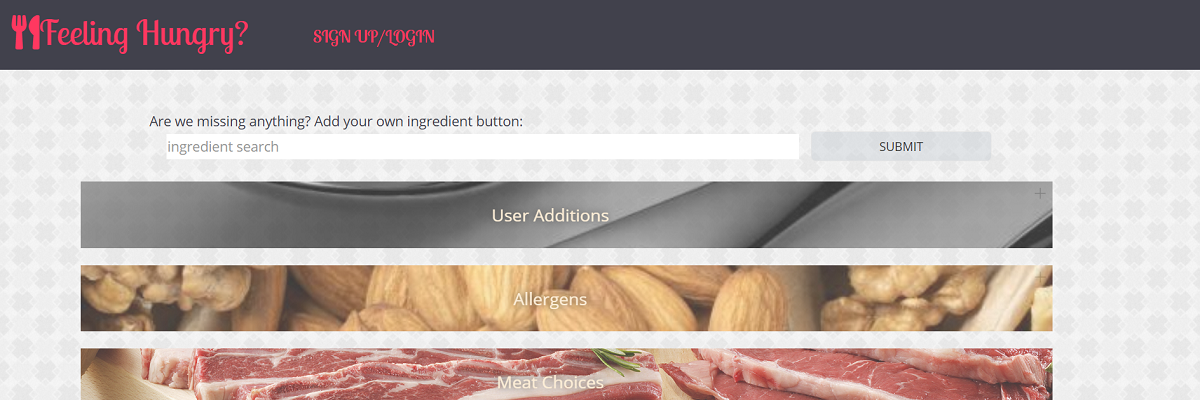 Feeling Hungry?
SIGN UP/LOGIN
Are we missing anything? Add your own ingredient button:
ingredient search
SUBMIT
User Additions
Allergens
Meat Choices